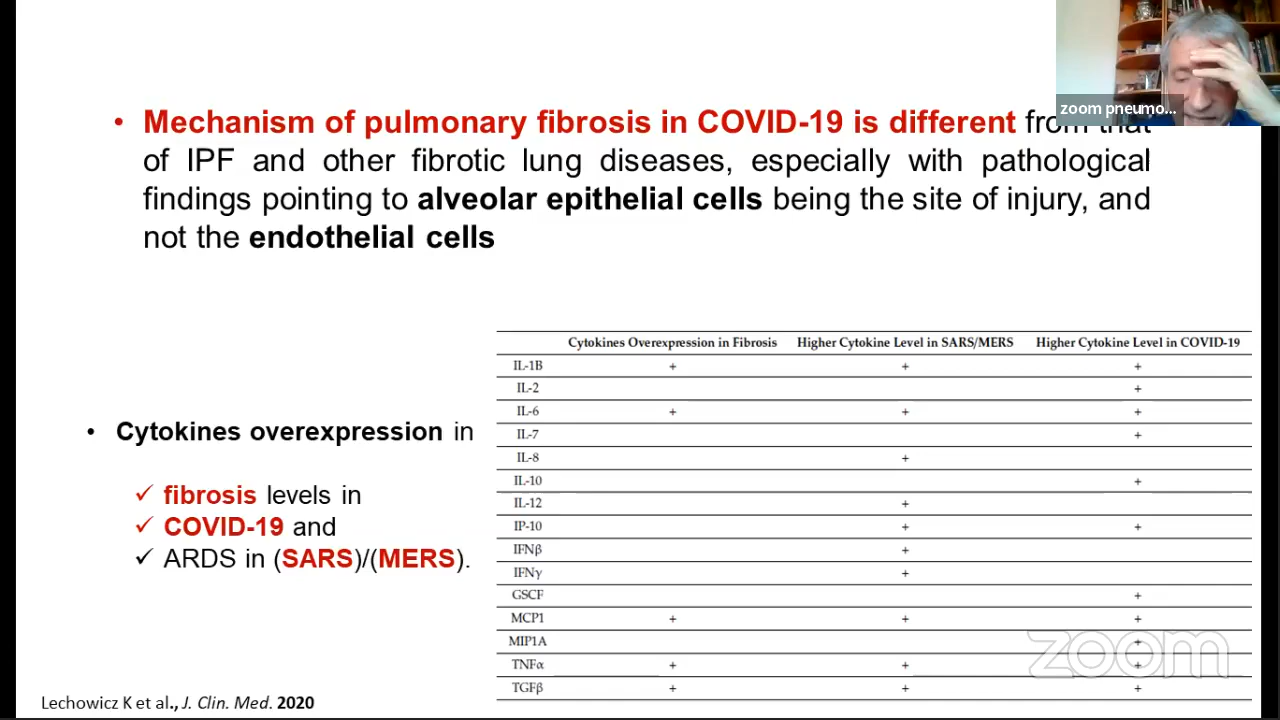 zoom pneumo...
• Mechanism of pulmonary fibrosis in COVID-19 is different from that
of IPF and other fibrotic lung diseases, especially with pathological
findings pointing to alveolar epithelial cells being the site of injury, and
not the endothelial cells
Cytokines Overexpression in Fibrosis Higher Cytokine Level in SARS/MERS Higher Cytokine Level in COVID-19
IL-1B + + +
IL-2 +
IL-6 + + +
IL-7 +
IL-8 +
IL-10 +
IL-12 +
IP-10 + +
IFNβ +
IFNγ +
GSCF +
MCP1 + + +
MIP1A +
TNFα + + +
TGFβ + + +
• Cytokines overexpression in
✓ fibrosis levels in
✓ COVID-19 and
✓ ARDS in (SARS)/(MERS).
zoom
Lechowicz K et al., J. Clin. Med. 2020